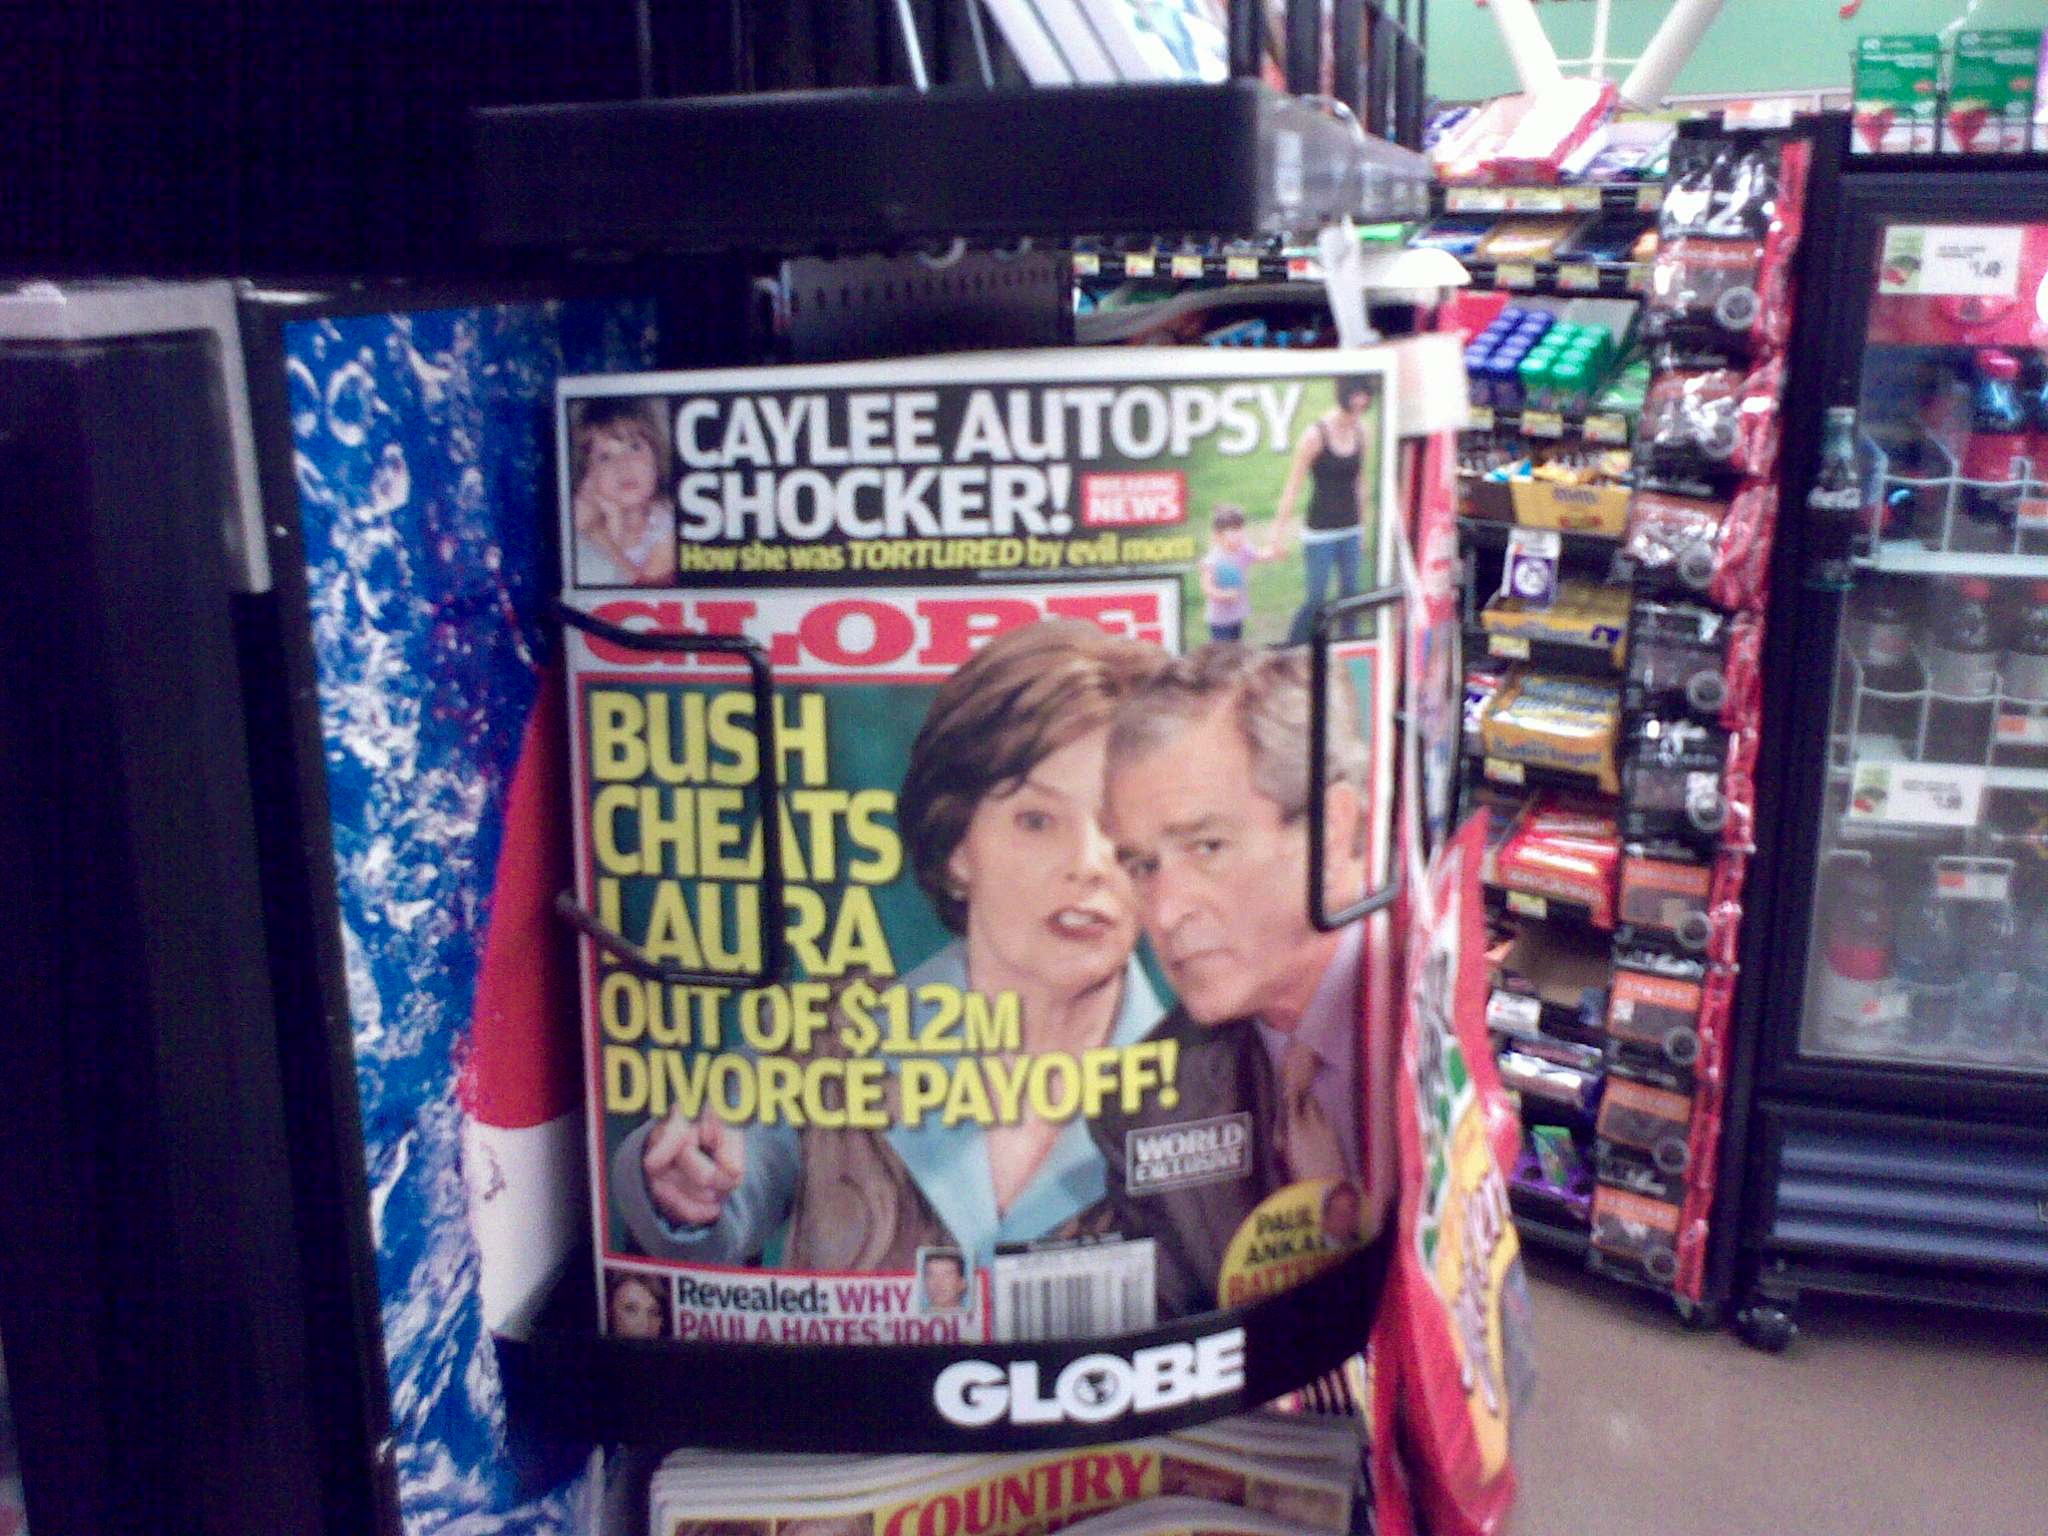 CAYLEE AUTOPSY
SHOCKER!
BREAKING
NEWS
How she was TORTURED by evil mom
GLOBE
BUSH
CHEATS
LAURA
OUT OF $12M
DIVORCE PAYOFF!
WORLD
EXCLUSIVE
PAUL
ANKA
Revealed: WHY
PAULA HATES 'IDOL'
GLOBE
COUNTRY